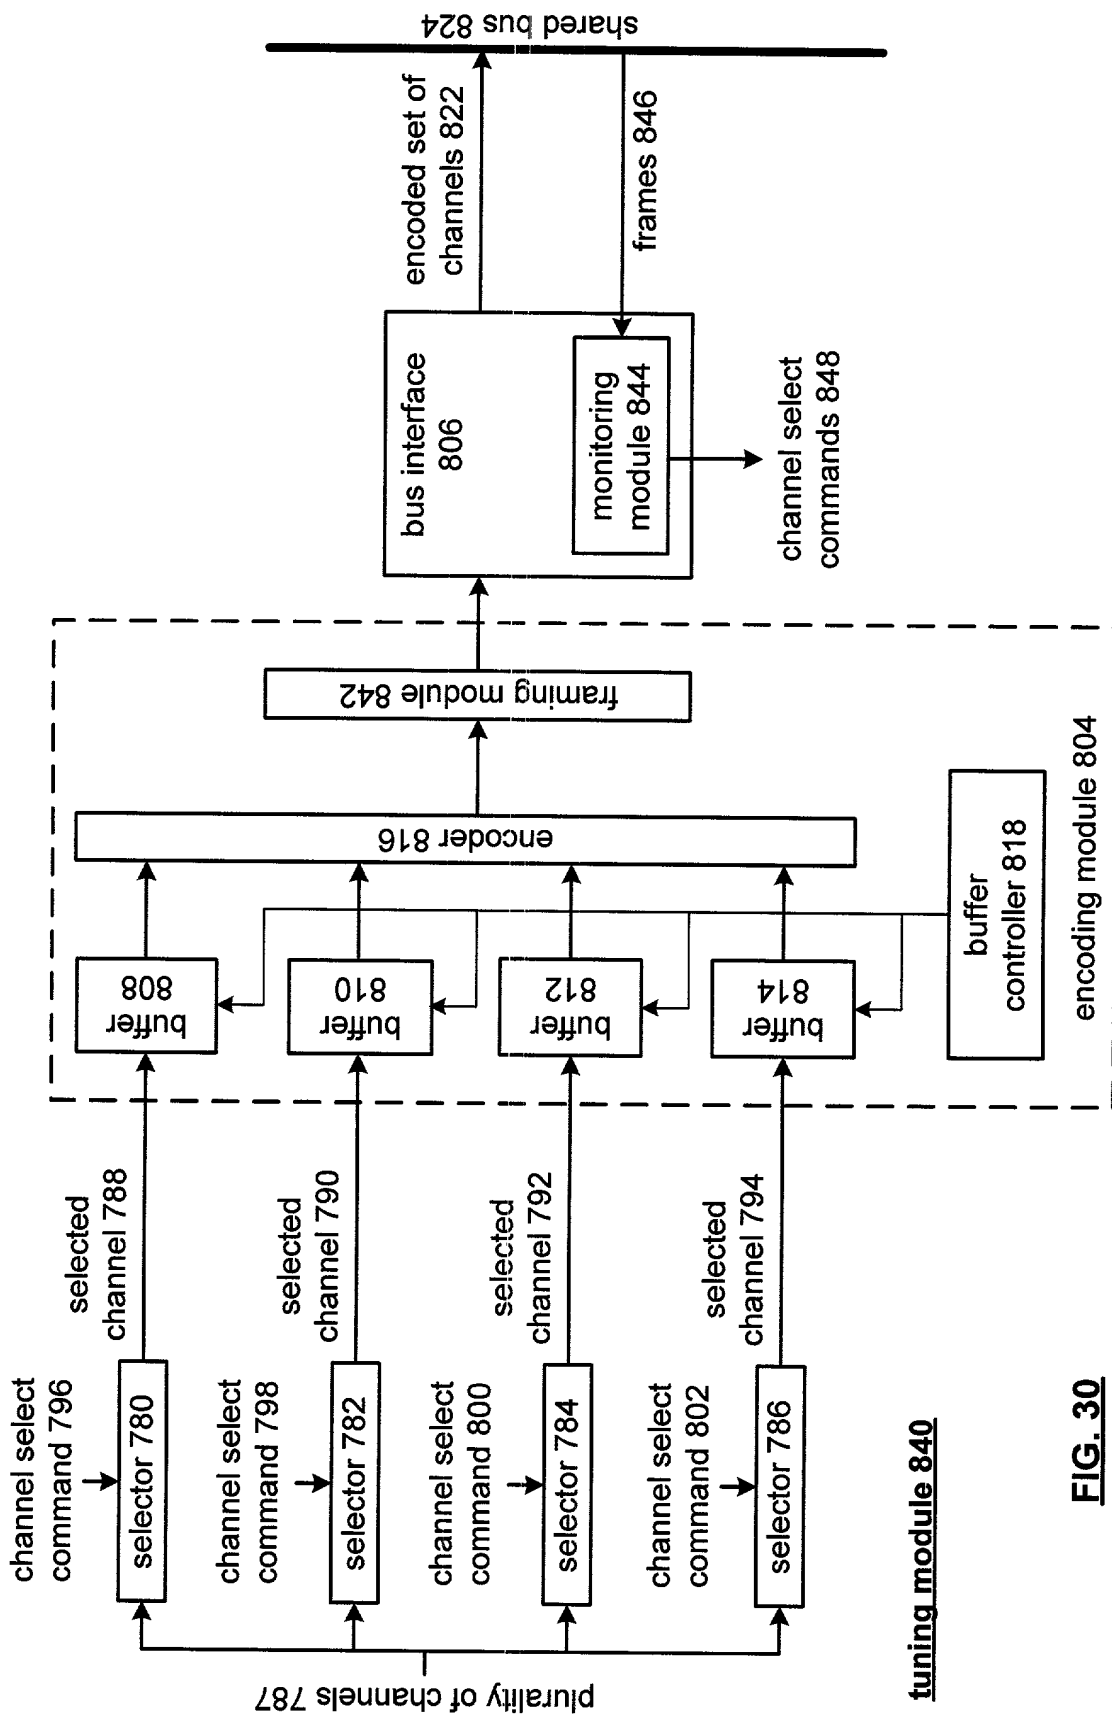 plurality of channels 787
channel select
command 796
selector 780
selected
channel 788
buffer
808
channel select
command 798
selector 782
selected
channel 790
buffer
810
channel select
command 800
selector 784
selected
channel 792
buffer
812
channel select
command 802
selector 786
selected
channel 794
buffer
814
encoder 816
framing module 842
buffer
controller 818
encoding module 804
bus interface
806
monitoring
module 844
channel select
commands 848
encoded set of
channels 822
frames 846
shared bus 824
tuning module 840
FIG. 30